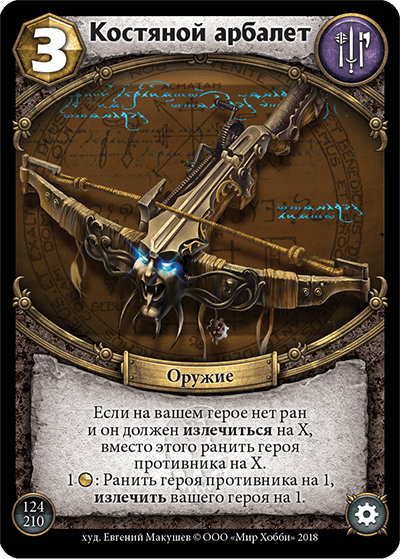 3
Костяной арбалет
Оружие
Если на вашем герое нет ран
и он должен излечиться на X,
вместо этого ранить героя
противника на X.
1 : Ранить героя противника на 1,
излечить вашего героя на 1.
124
210
худ. Евгений Макушев © ООО «Мир Хобби» 2018